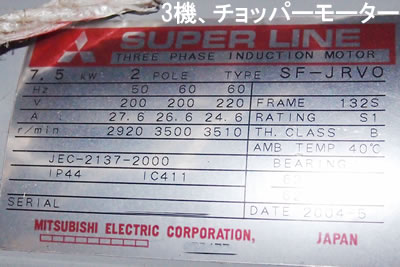 3機、チョッパーモーター
SUPER LINE
THREE PHASE INDUCTION MOTOR
7.5 kW 2 POLE TYPE SF-JRVO
Hz 50 60 60
V 200 200 220 FRAME 132S
A 27.6 26.6 24.6 RATING S1
r/min 2920 3500 3510 TH. CLASS B
AMB TEMP 40℃
JEC-2137-2000 BEARING
IP44 IC411
SERIAL DATE 2004-6
MITSUBISHI ELECTRIC CORPORATION, JAPAN